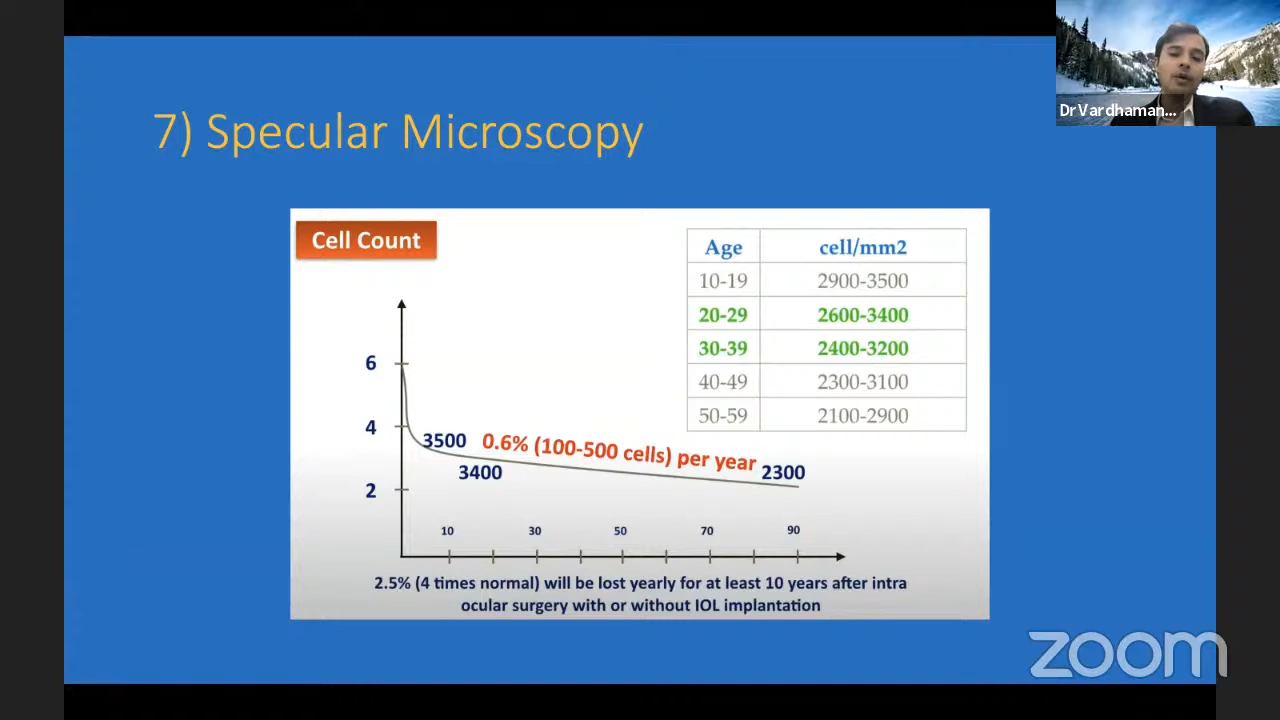 DrVardhaman...
7) Specular Microscopy
Cell Count
Age cell/mm2
10-19 2900-3500
20-29 2600-3400
30-39 2400-3200
40-49 2300-3100
50-59 2100-2900
6
4
2
3500
0.6% (100-500 cells) per year
3400
2300
10 30 50 70 90
2.5% (4 times normal) will be lost yearly for at least 10 years after intra
ocular surgery with or without IOL implantation
zoom